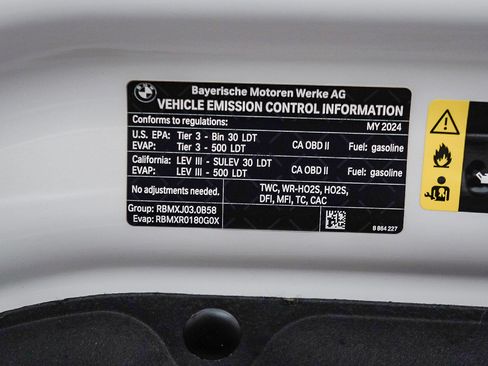 BMW
Bayerische Motoren Werke AG
VEHICLE EMISSION CONTROL INFORMATION
Conforms to regulations: MY 2024
U.S. EPA: Tier 3 - Bin 30 LDT
EVAP: Tier 3 - 500 LDT CA OBD II Fuel: gasoline
California: LEV III - SULEV 30 LDT
EVAP: LEV III - 500 LDT CA OBD II Fuel: gasoline
No adjustments needed. TWC, WR-HO2S, HO2S,
DFI, MFI, TC, CAC
Group: RBMXJ03.0B58
Evap: RBMXR0180G0X
8 864 227